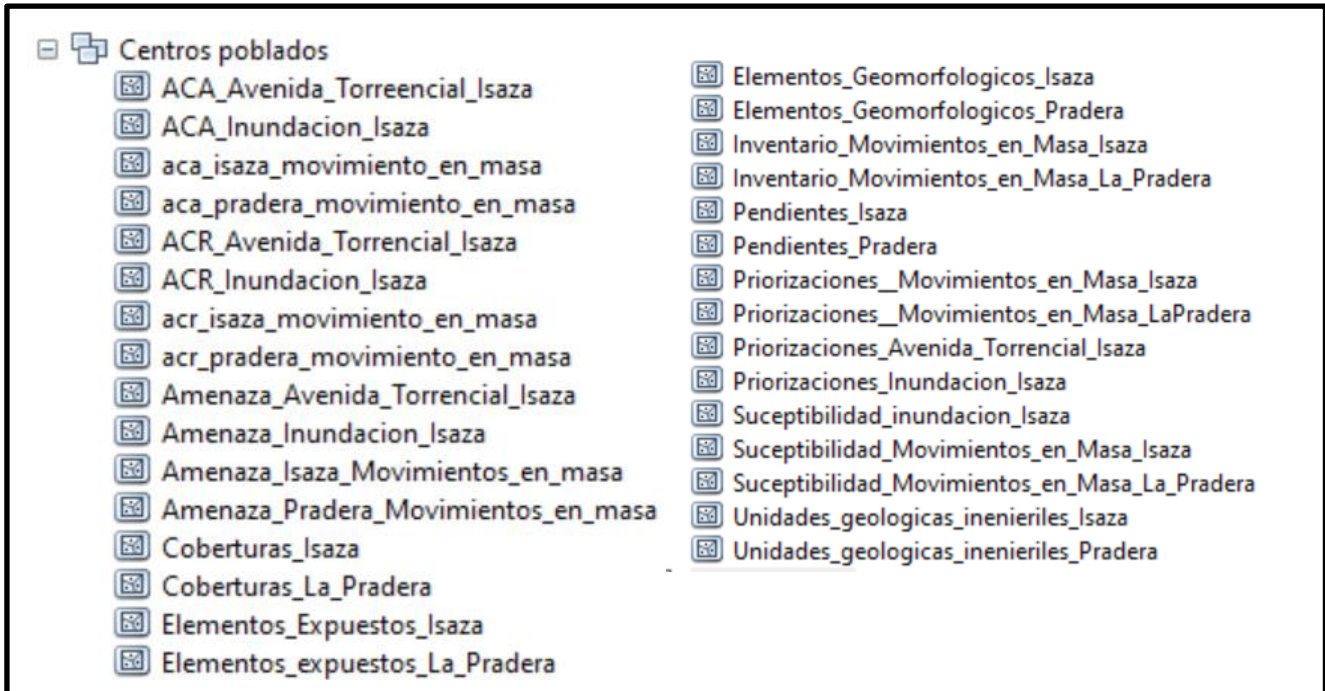 Centros poblados
ACA_Avenida_Torreencial_Isaza
ACA_Inundacion_Isaza
aca_isaza_movimiento_en_masa
aca_pradera_movimiento_en_masa
ACR_Avenida_Torrencial_Isaza
ACR_Inundacion_Isaza
acr_isaza_movimiento_en_masa
acr_pradera_movimiento_en_masa
Amenaza_Avenida_Torrencial_Isaza
Amenaza_Inundacion_Isaza
Amenaza_Isaza_Movimientos_en_masa
Amenaza_Pradera_Movimientos_en_masa
Coberturas_Isaza
Coberturas_La_Pradera
Elementos_Expuestos_Isaza
Elementos_expuestos_La_Pradera
Elementos_Geomorfologicos_Isaza
Elementos_Geomorfologicos_Pradera
Inventario_Movimientos_en_Masa_Isaza
Inventario_Movimientos_en_Masa_La_Pradera
Pendientes_Isaza
Pendientes_Pradera
Priorizaciones__Movimientos_en_Masa_Isaza
Priorizaciones__Movimientos_en_Masa_LaPradera
Priorizaciones_Avenida_Torrencial_Isaza
Priorizaciones_Inundacion_Isaza
Suceptibilidad_inundacion_Isaza
Suceptibilidad_Movimientos_en_Masa_Isaza
Suceptibilidad_Movimientos_en_Masa_La_Pradera
Unidades_geologicas_inenieriles_Isaza
Unidades_geologicas_inenieriles_Pradera